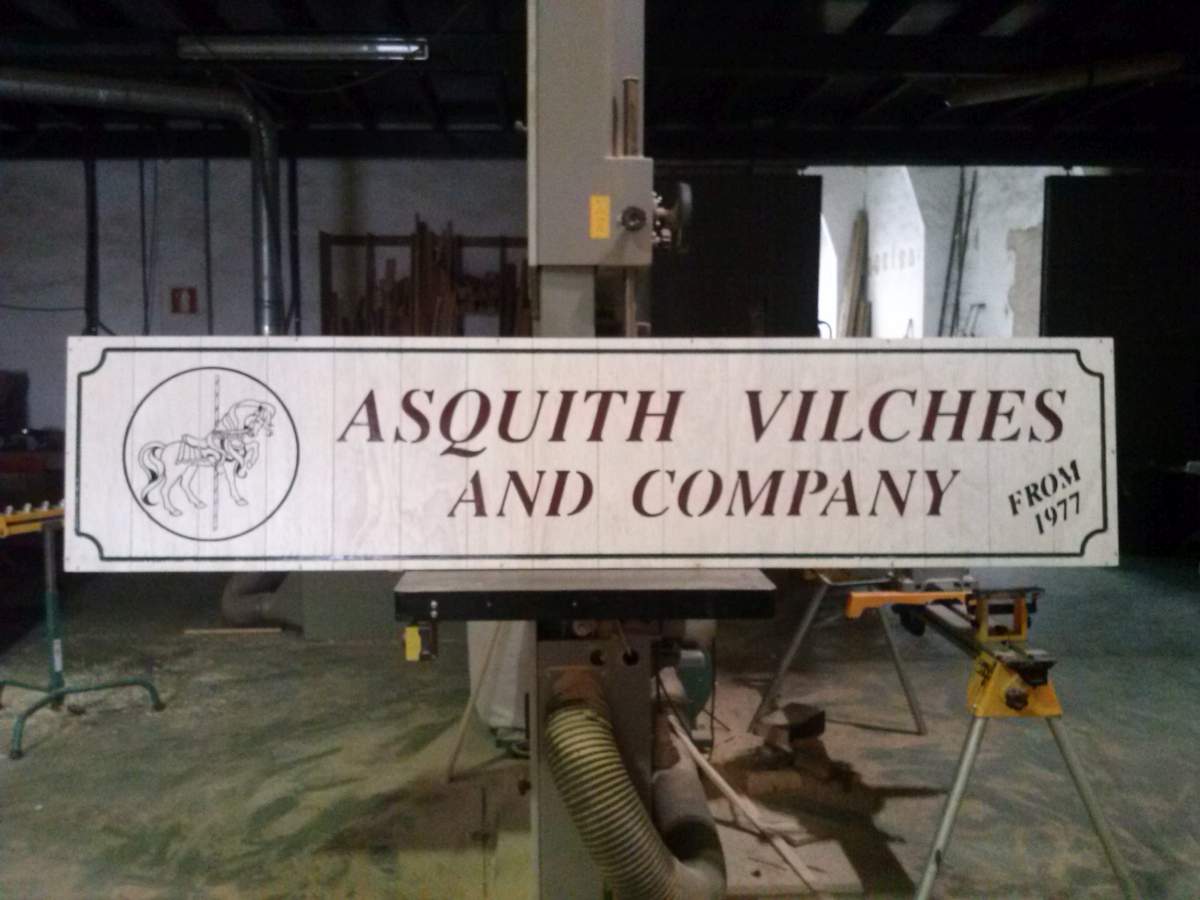 ASQUITH VILCHES
AND COMPANY
FROM
1977